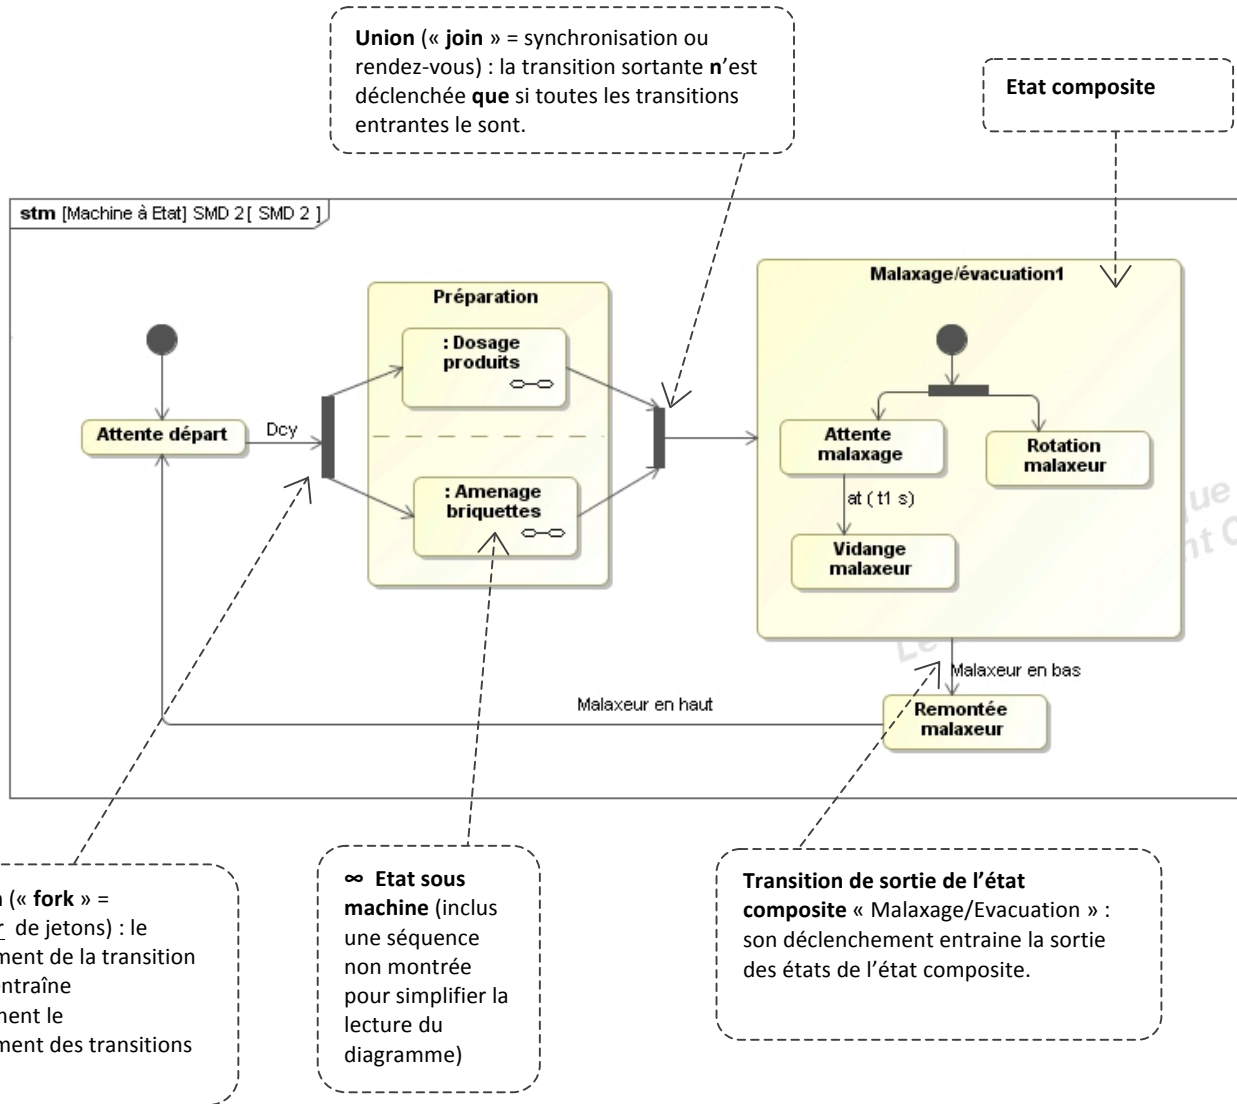 Union (« join » = synchronisation ou
rendez-vous) : la transition sortante n’est
déclenchée que si toutes les transitions
entrantes le sont.
Etat composite
stm [Machine à Etat] SMD 2 [ SMD 2 ]
Malaxage/évacuation1
Préparation
: Dosage
produits
Attente départ
Dcy
Attente
malaxage
Rotation
malaxeur
: Amenage
briquettes
at ( t1 s)
Vidange
malaxeur
Malaxeur en bas
Malaxeur en haut
Remontée
malaxeur
(« fork » =
de jetons) : le
ment de la transition
entraîne
ment le
ment des transitions
∞ Etat sous
machine (inclus
une séquence
non montrée
pour simplifier la
lecture du
diagramme)
Transition de sortie de l’état
composite « Malaxage/Evacuation » :
son déclenchement entraine la sortie
des états de l’état composite.